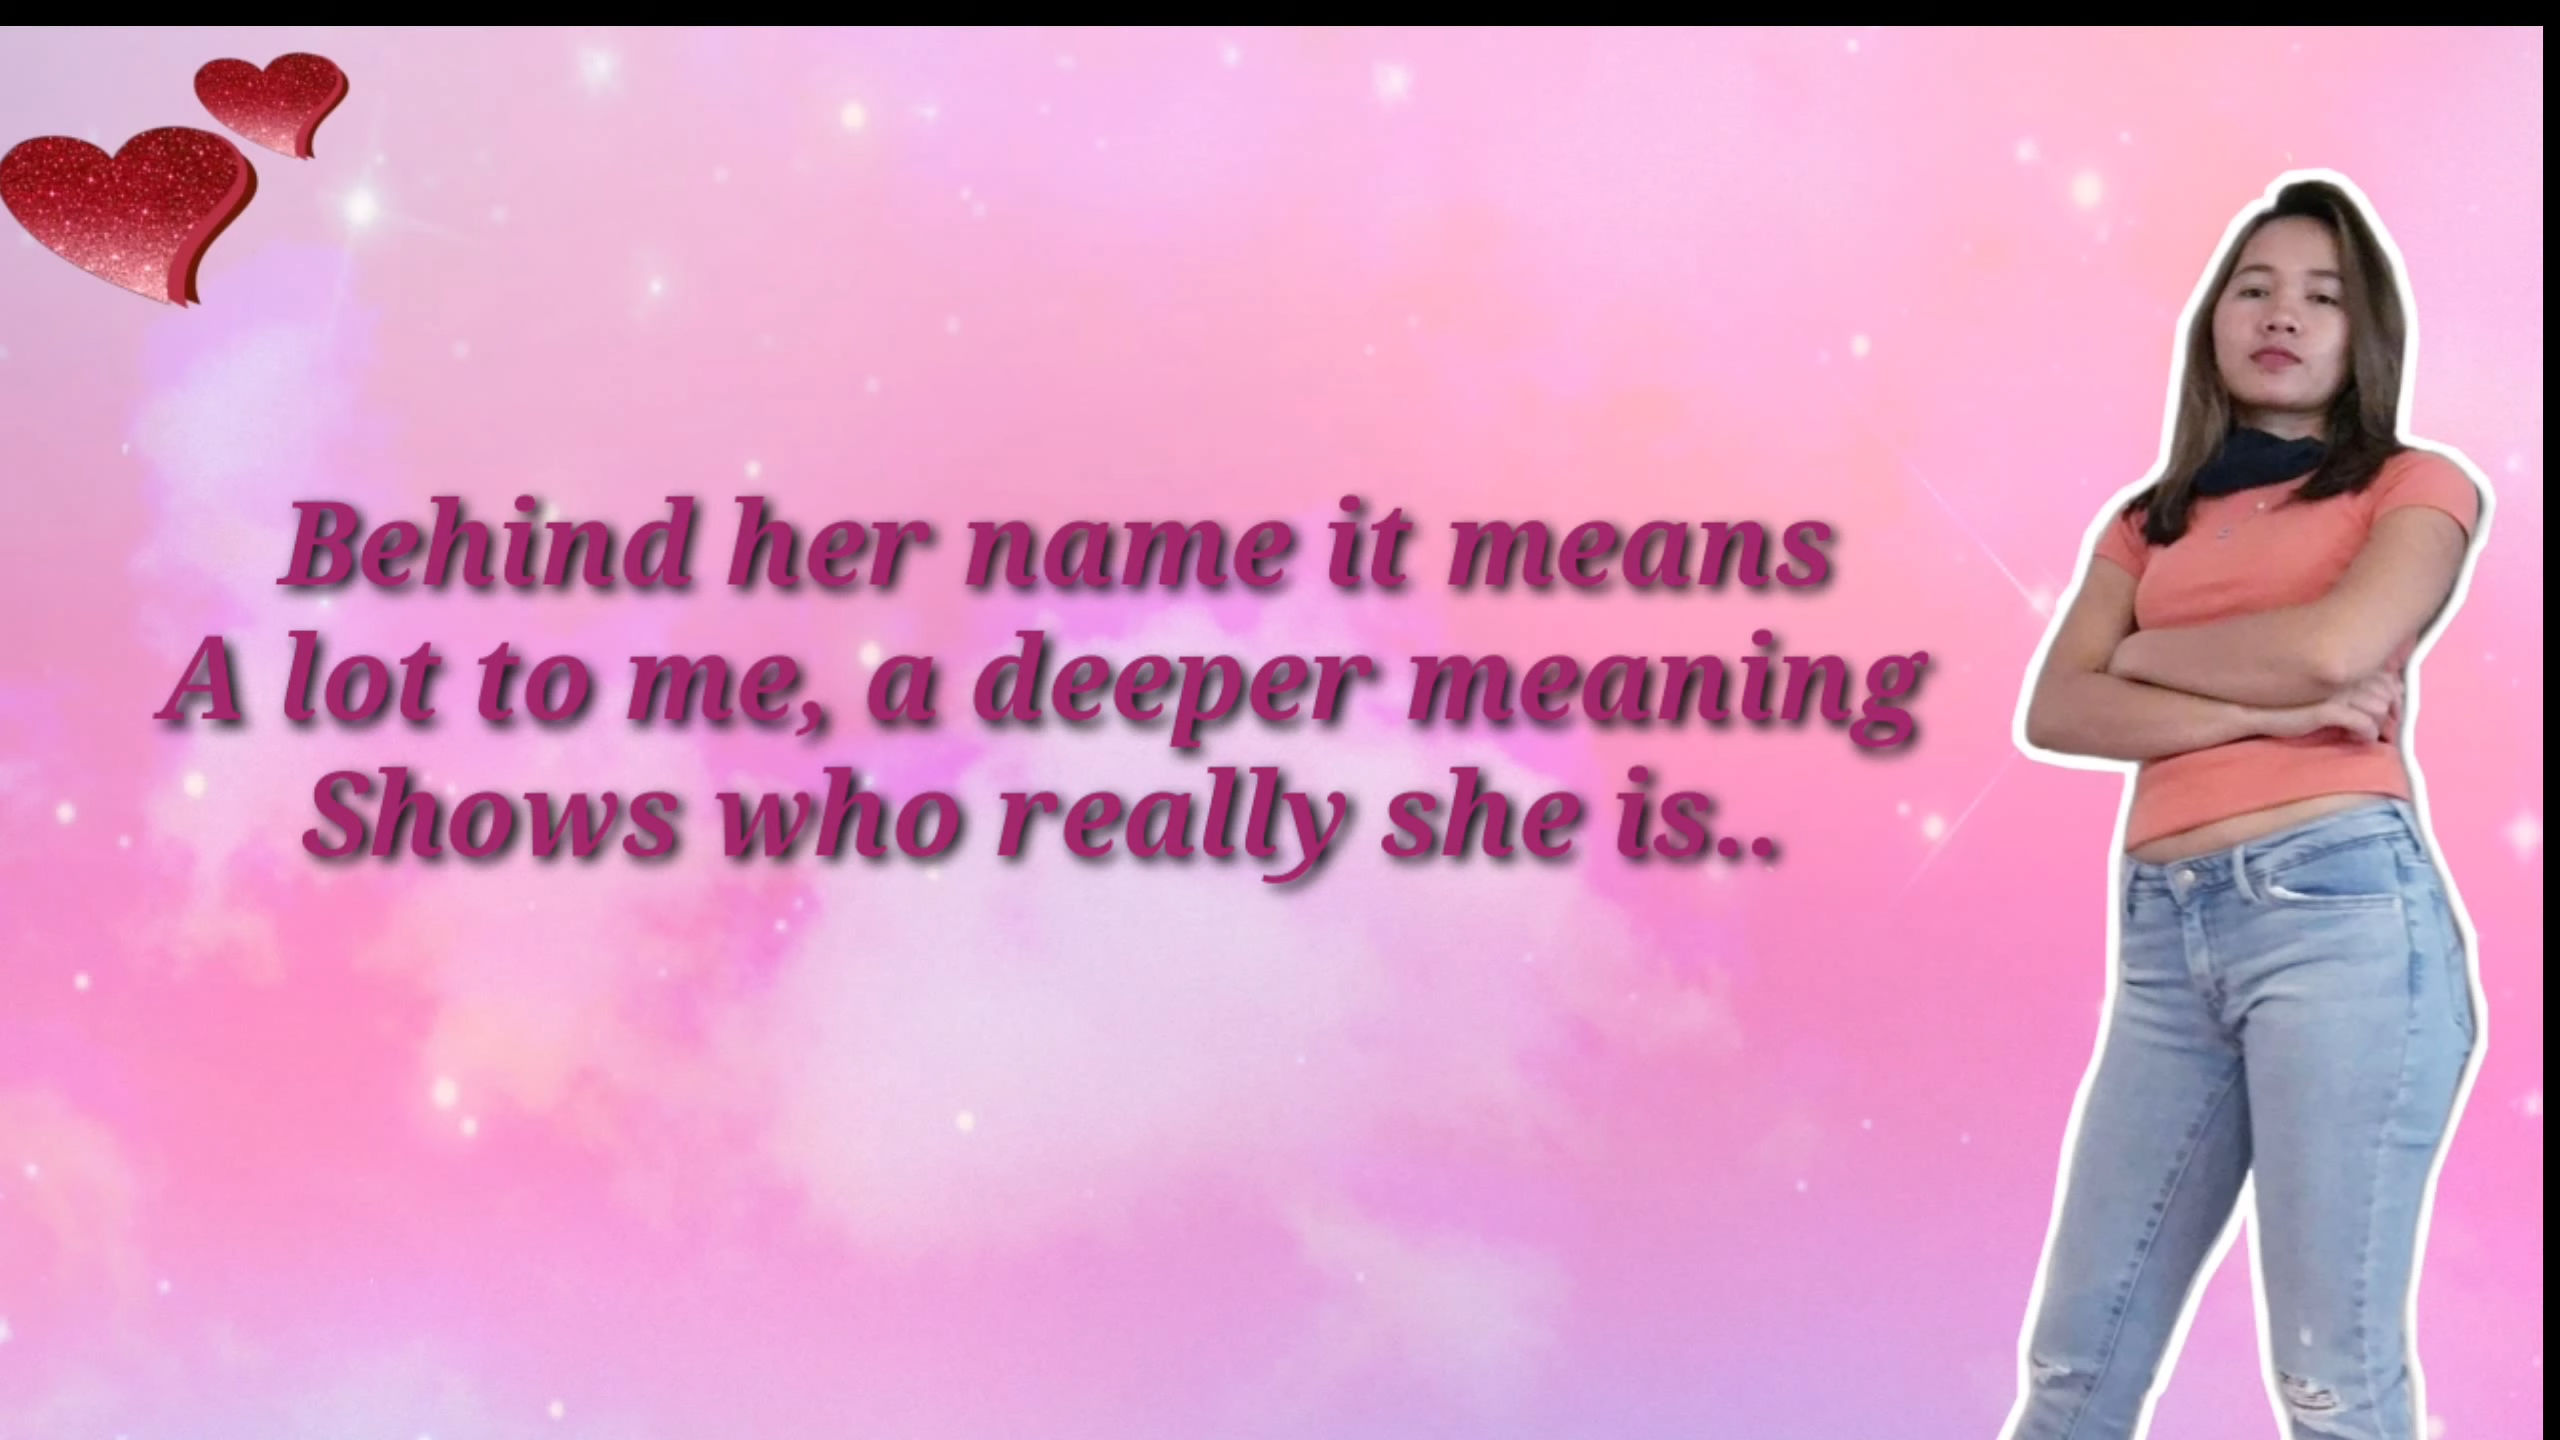 Behind her name it means
A lot to me, a deeper meaning
Shows who really she is..